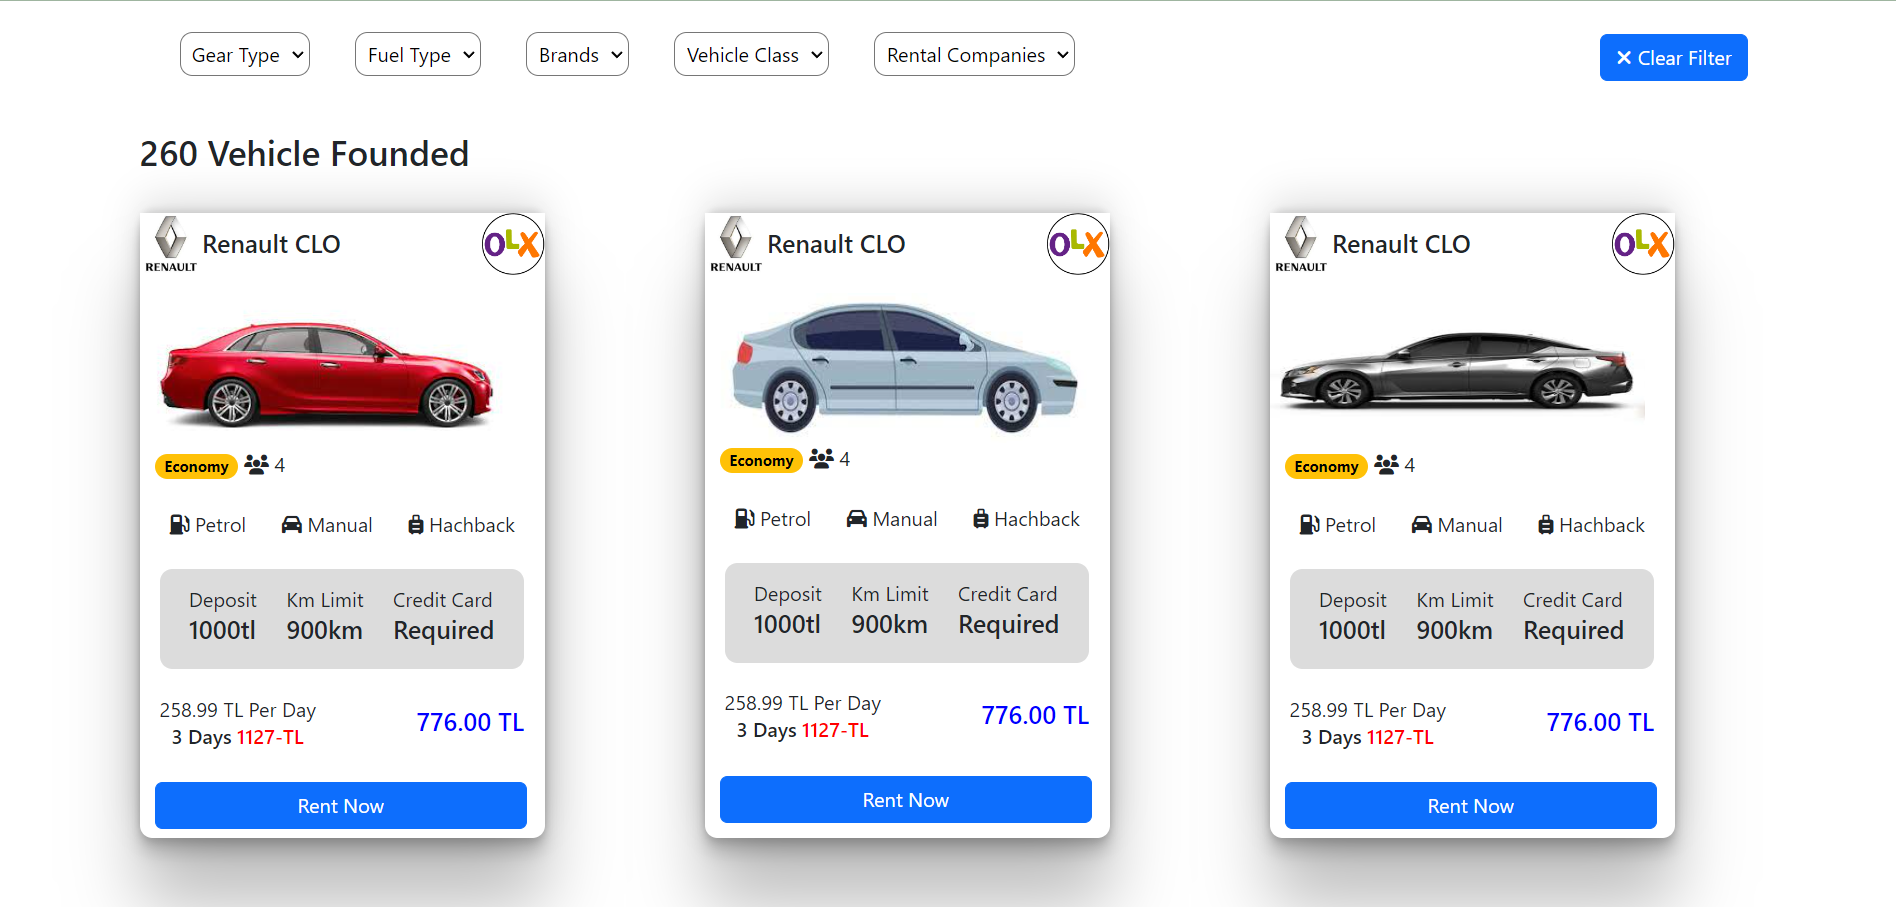 Gear Type Fuel Type Brands Vehicle Class Rental Companies Clear Filter
260 Vehicle Founded
RENAULT Renault CLO OLX
Economy 4
Petrol Manual Hachback
Deposit Km Limit Credit Card
1000tl 900km Required
258.99 TL Per Day
3 Days 1127-TL
776.00 TL
Rent Now
RENAULT Renault CLO OLX
Economy 4
Petrol Manual Hachback
Deposit Km Limit Credit Card
1000tl 900km Required
258.99 TL Per Day
3 Days 1127-TL
776.00 TL
Rent Now
RENAULT Renault CLO OLX
Economy 4
Petrol Manual Hachback
Deposit Km Limit Credit Card
1000tl 900km Required
258.99 TL Per Day
3 Days 1127-TL
776.00 TL
Rent Now